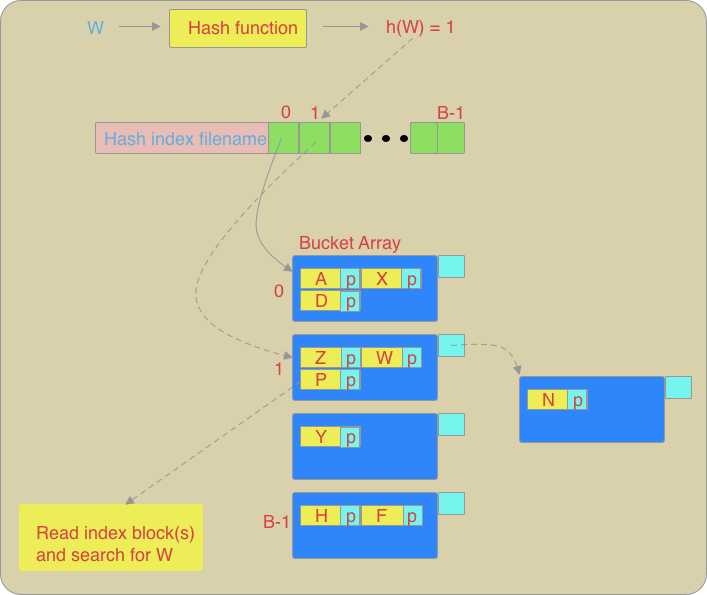 W
Hash function
h(W) = 1
0
1
B-1
Hash index filename
Bucket Array
0
A p X p
D p
1
Z p W p
P p
N p
Y p
B-1
H p F p
Read index block(s)
and search for W